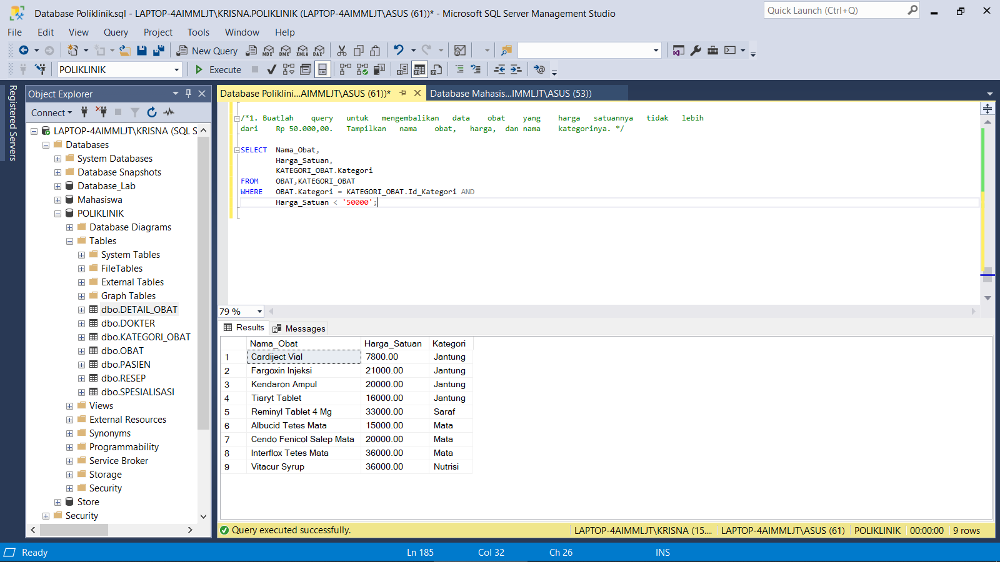 Database Poliklinik.sql - LAPTOP-4AIMMLJT\KRISNA.POLIKLINIK (LAPTOP-4AIMMLJT\ASUS (61))* - Microsoft SQL Server Management Studio
Quick Launch (Ctrl+Q)
File Edit View Query Project Tools Window Help
New Query
MDX DMX XMLA DAX
POLIKLINIK
Execute
Registered Servers
Object Explorer
Connect
LAPTOP-4AIMMLJT\KRISNA (SQL S
Databases
System Databases
Database Snapshots
Database_Lab
Mahasiswa
POLIKLINIK
Database Diagrams
Tables
System Tables
FileTables
External Tables
Graph Tables
dbo.DETAIL_OBAT
dbo.DOKTER
dbo.KATEGORI_OBAT
dbo.OBAT
dbo.PASIEN
dbo.RESEP
dbo.SPESIALISASI
Views
External Resources
Synonyms
Programmability
Service Broker
Storage
Security
Store
Security
Database Poliklini...AIMMLJT\ASUS (61))*
Database Mahasis...IMMLJT\ASUS (53))
/*1. Buatlah query untuk mengembalikan data obat yang harga satuannya tidak lebih
dari Rp 50.000,00. Tampilkan nama obat, harga, dan nama kategorinya. */
SELECT Nama_Obat,
Harga_Satuan,
KATEGORI_OBAT.Kategori
FROM OBAT,KATEGORI_OBAT
WHERE OBAT.Kategori = KATEGORI_OBAT.Id_Kategori AND
Harga_Satuan < '50000';
79 %
Results Messages
Nama_Obat Harga_Satuan Kategori
1 Cardiject Vial 7800.00 Jantung
2 Fargoxin Injeksi 21000.00 Jantung
3 Kendaron Ampul 20000.00 Jantung
4 Tiaryt Tablet 16000.00 Jantung
5 Reminyl Tablet 4 Mg 33000.00 Saraf
6 Albucid Tetes Mata 15000.00 Mata
7 Cendo Fenicol Salep Mata 20000.00 Mata
8 Interflox Tetes Mata 36000.00 Mata
9 Vitacur Syrup 36000.00 Nutrisi
Query executed successfully.
LAPTOP-4AIMMLJT\KRISNA (15.... LAPTOP-4AIMMLJT\ASUS (61) POLIKLINIK 00:00:00 9 rows
Ready Ln 185 Col 32 Ch 26 INS